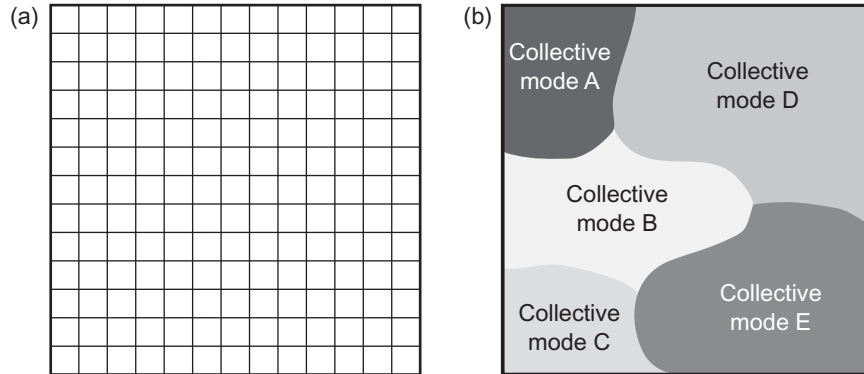 (a)
(b)
Collective
mode A
Collective
mode D
Collective
mode B
Collective
mode C
Collective
mode E